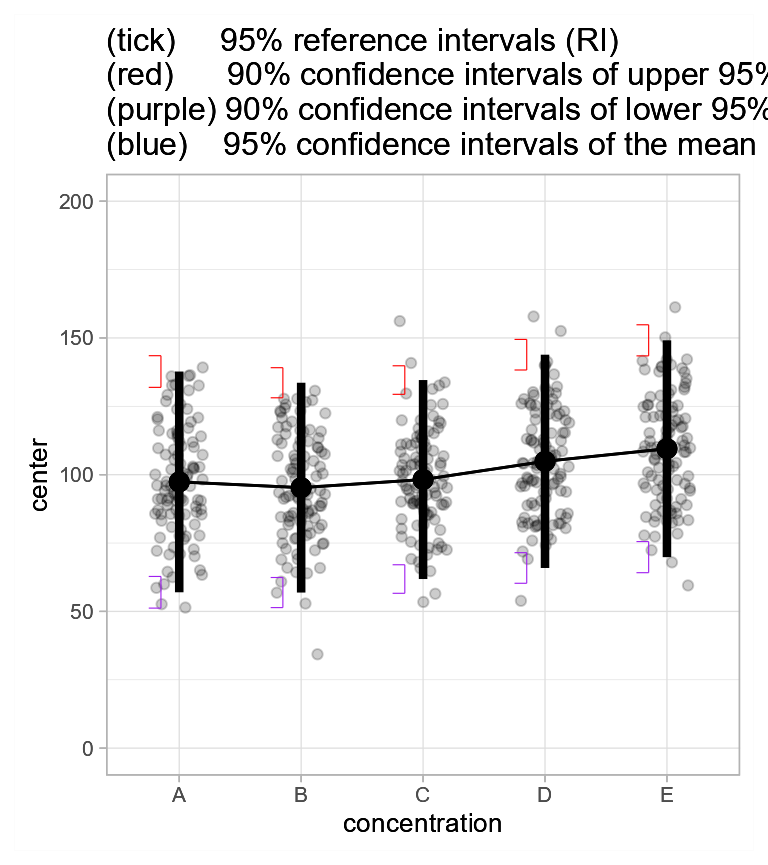 (tick) 95% reference intervals (RI)
(red) 90% confidence intervals of upper 95%
(purple) 90% confidence intervals of lower 95%
(blue) 95% confidence intervals of the mean
200
150
100
50
0
center
A B C D E
concentration